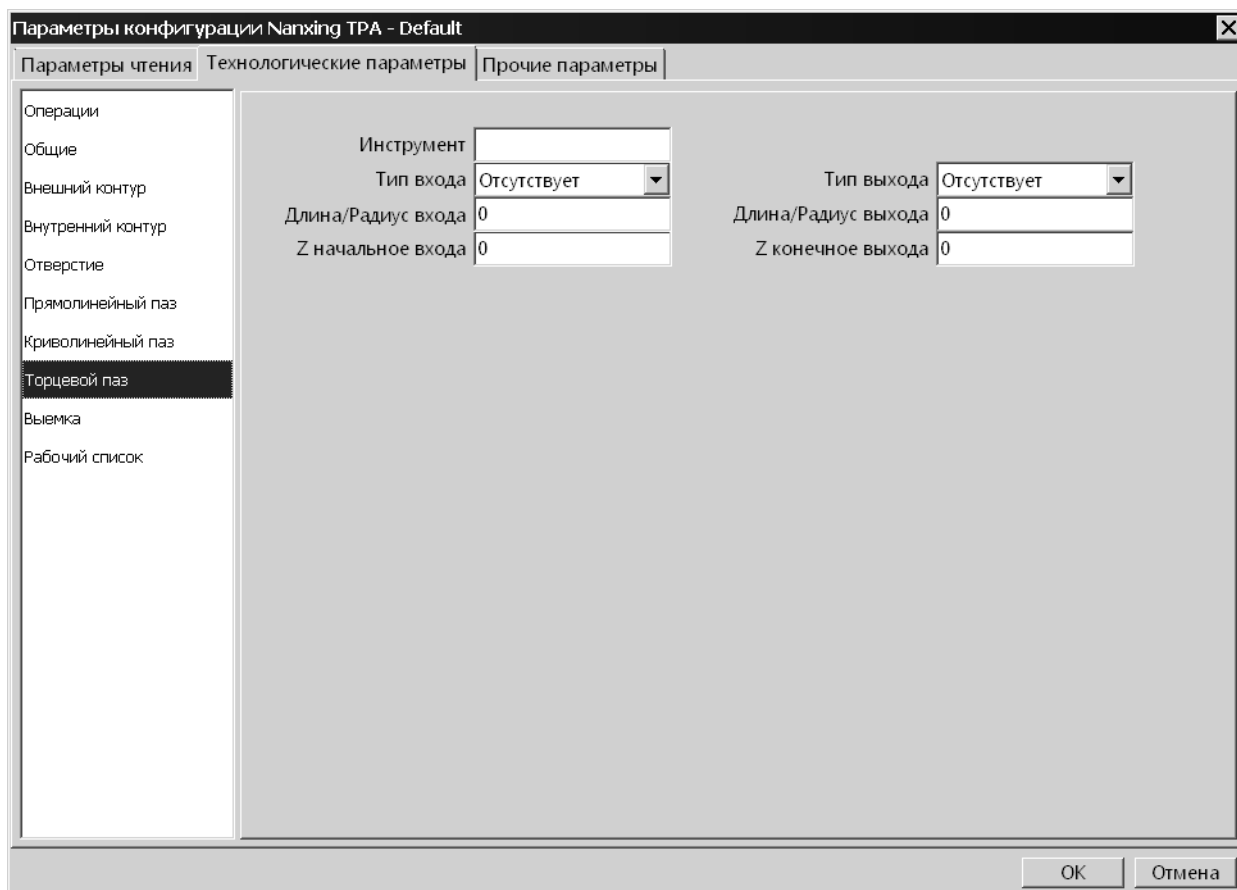 Параметры конфигурации Nanxing TPA - Default
Параметры чтения Технологические параметры Прочие параметры
Операции
Общие
Внешний контур
Внутренний контур
Отверстие
Прямолинейный паз
Криволинейный паз
Торцевой паз
Выемка
Рабочий список
Инструмент
Тип входа Отсутствует Тип выхода Отсутствует
Длина/Радиус входа 0 Длина/Радиус выхода 0
Z начальное входа 0 Z конечное выхода 0
OK Отмена